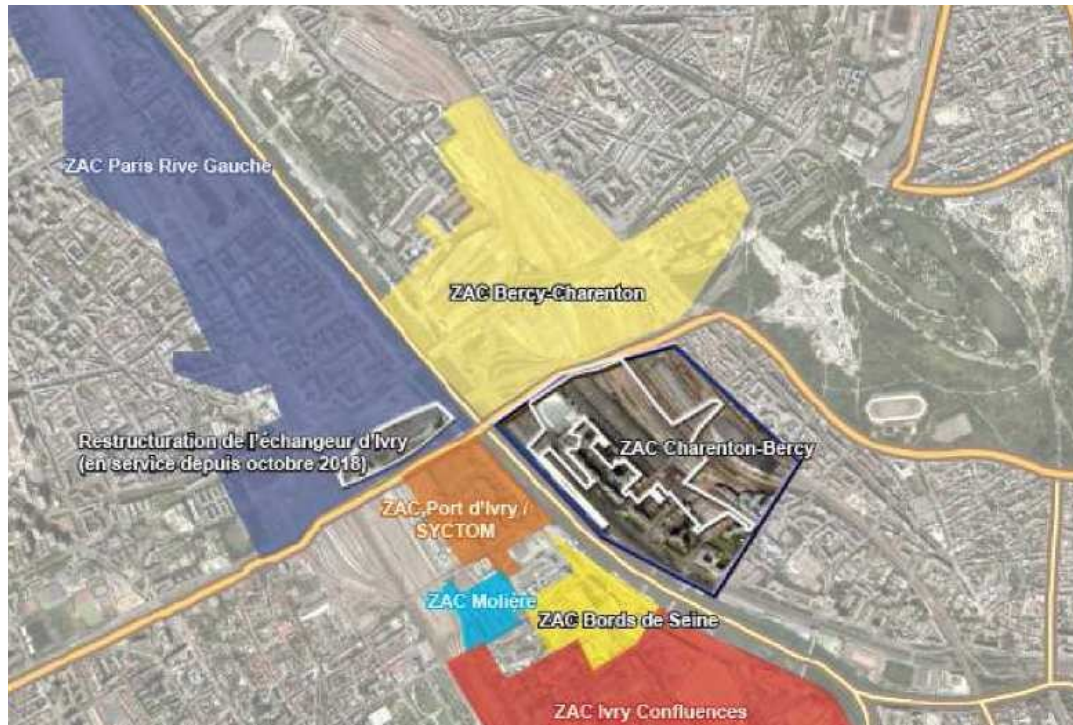 ZAC Paris Rive Gauche
ZAC Bercy-Charenton
Restructuration de l'échangeur d'Ivry
(en service depuis octobre 2018)
ZAC Charenton-Bercy
ZAC Port d'Ivry /
SYCTOM
ZAC Molière
ZAC Bords de Seine
ZAC Ivry Confluences